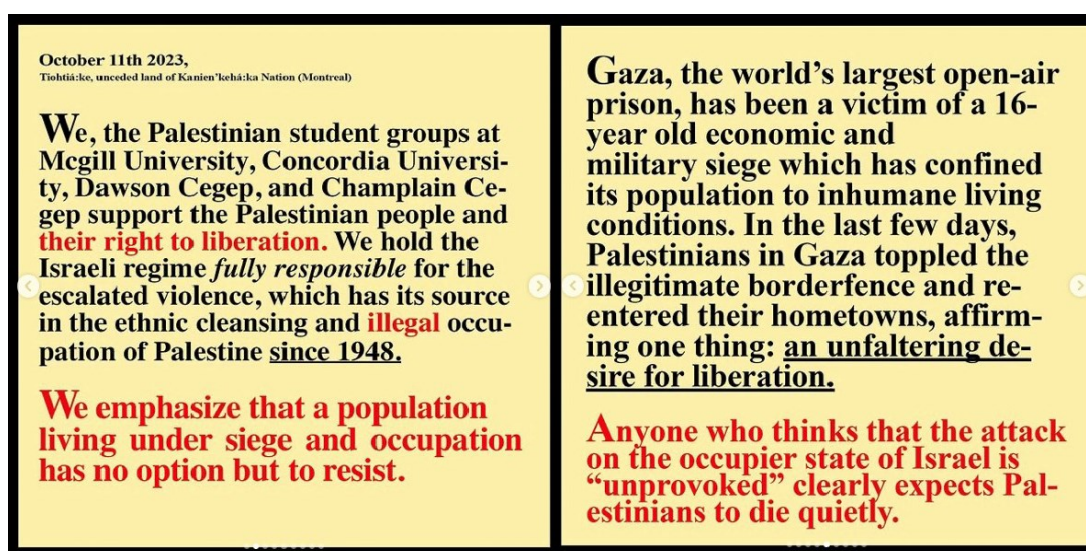 October 11th 2023,
Tiohtiá:ke, unceded land of Kanien'kehá:ka Nation (Montreal)
We, the Palestinian student groups at
Mcgill University, Concordia Universi-
ty, Dawson Cegep, and Champlain Ce-
gep support the Palestinian people and
their right to liberation. We hold the
Israeli regime fully responsible for the
escalated violence, which has its source
in the ethnic cleansing and illegal occu-
pation of Palestine since 1948.
We emphasize that a population
living under siege and occupation
has no option but to resist.
Gaza, the world's largest open-air
prison, has been a victim of a 16-
year old economic and
military siege which has confined
its population to inhumane living
conditions. In the last few days,
Palestinians in Gaza toppled the
illegitimate borderfence and re-
entered their hometowns, affirm-
ing one thing: an unfaltering de-
sire for liberation.
Anyone who thinks that the attack
on the occupier state of Israel is
“unprovoked” clearly expects Pal-
estinians to die quietly.